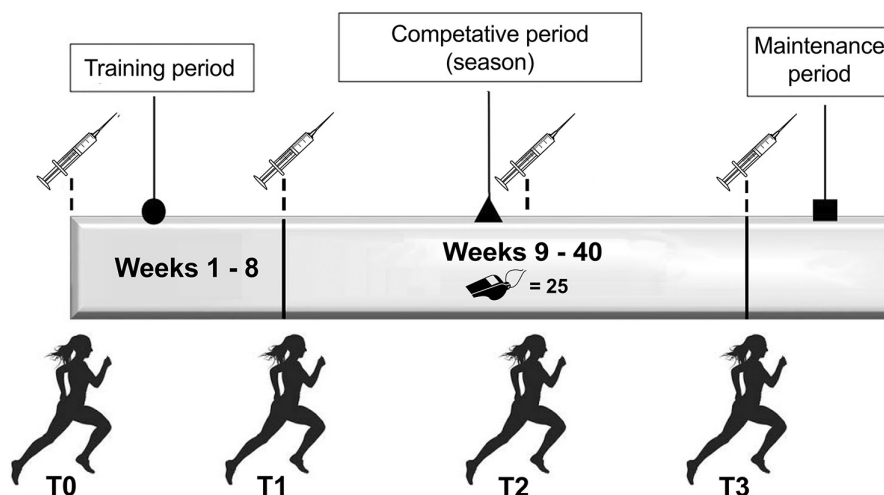 Training period
Competative period
(season)
Maintenance
period
Weeks 1 - 8
Weeks 9 - 40
= 25
T0
T1
T2
T3